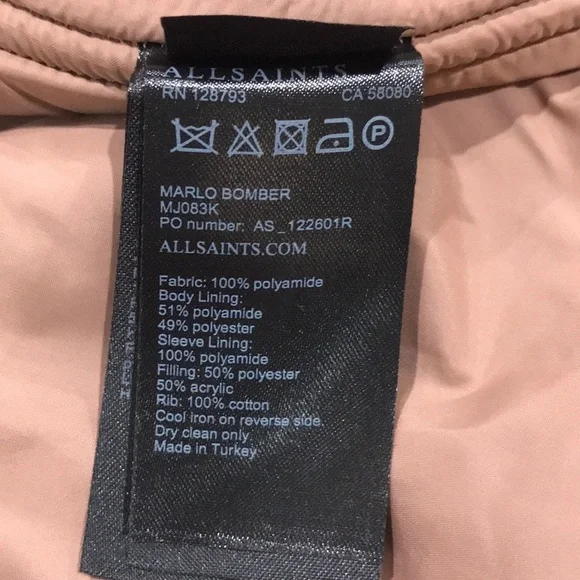 ALLSAINTS
RN 128793 CA 58080
P
MARLO BOMBER
MJ083K
PO number: AS_122601R
ALLSAINTS.COM
Fabric: 100% polyamide
Body Lining:
51% polyamide
49% polyester
Sleeve Lining:
100% polyamide
Filling: 50% polyester
50% acrylic
Rib: 100% cotton
Cool iron on reverse side.
Dry clean only.
Made in Turkey